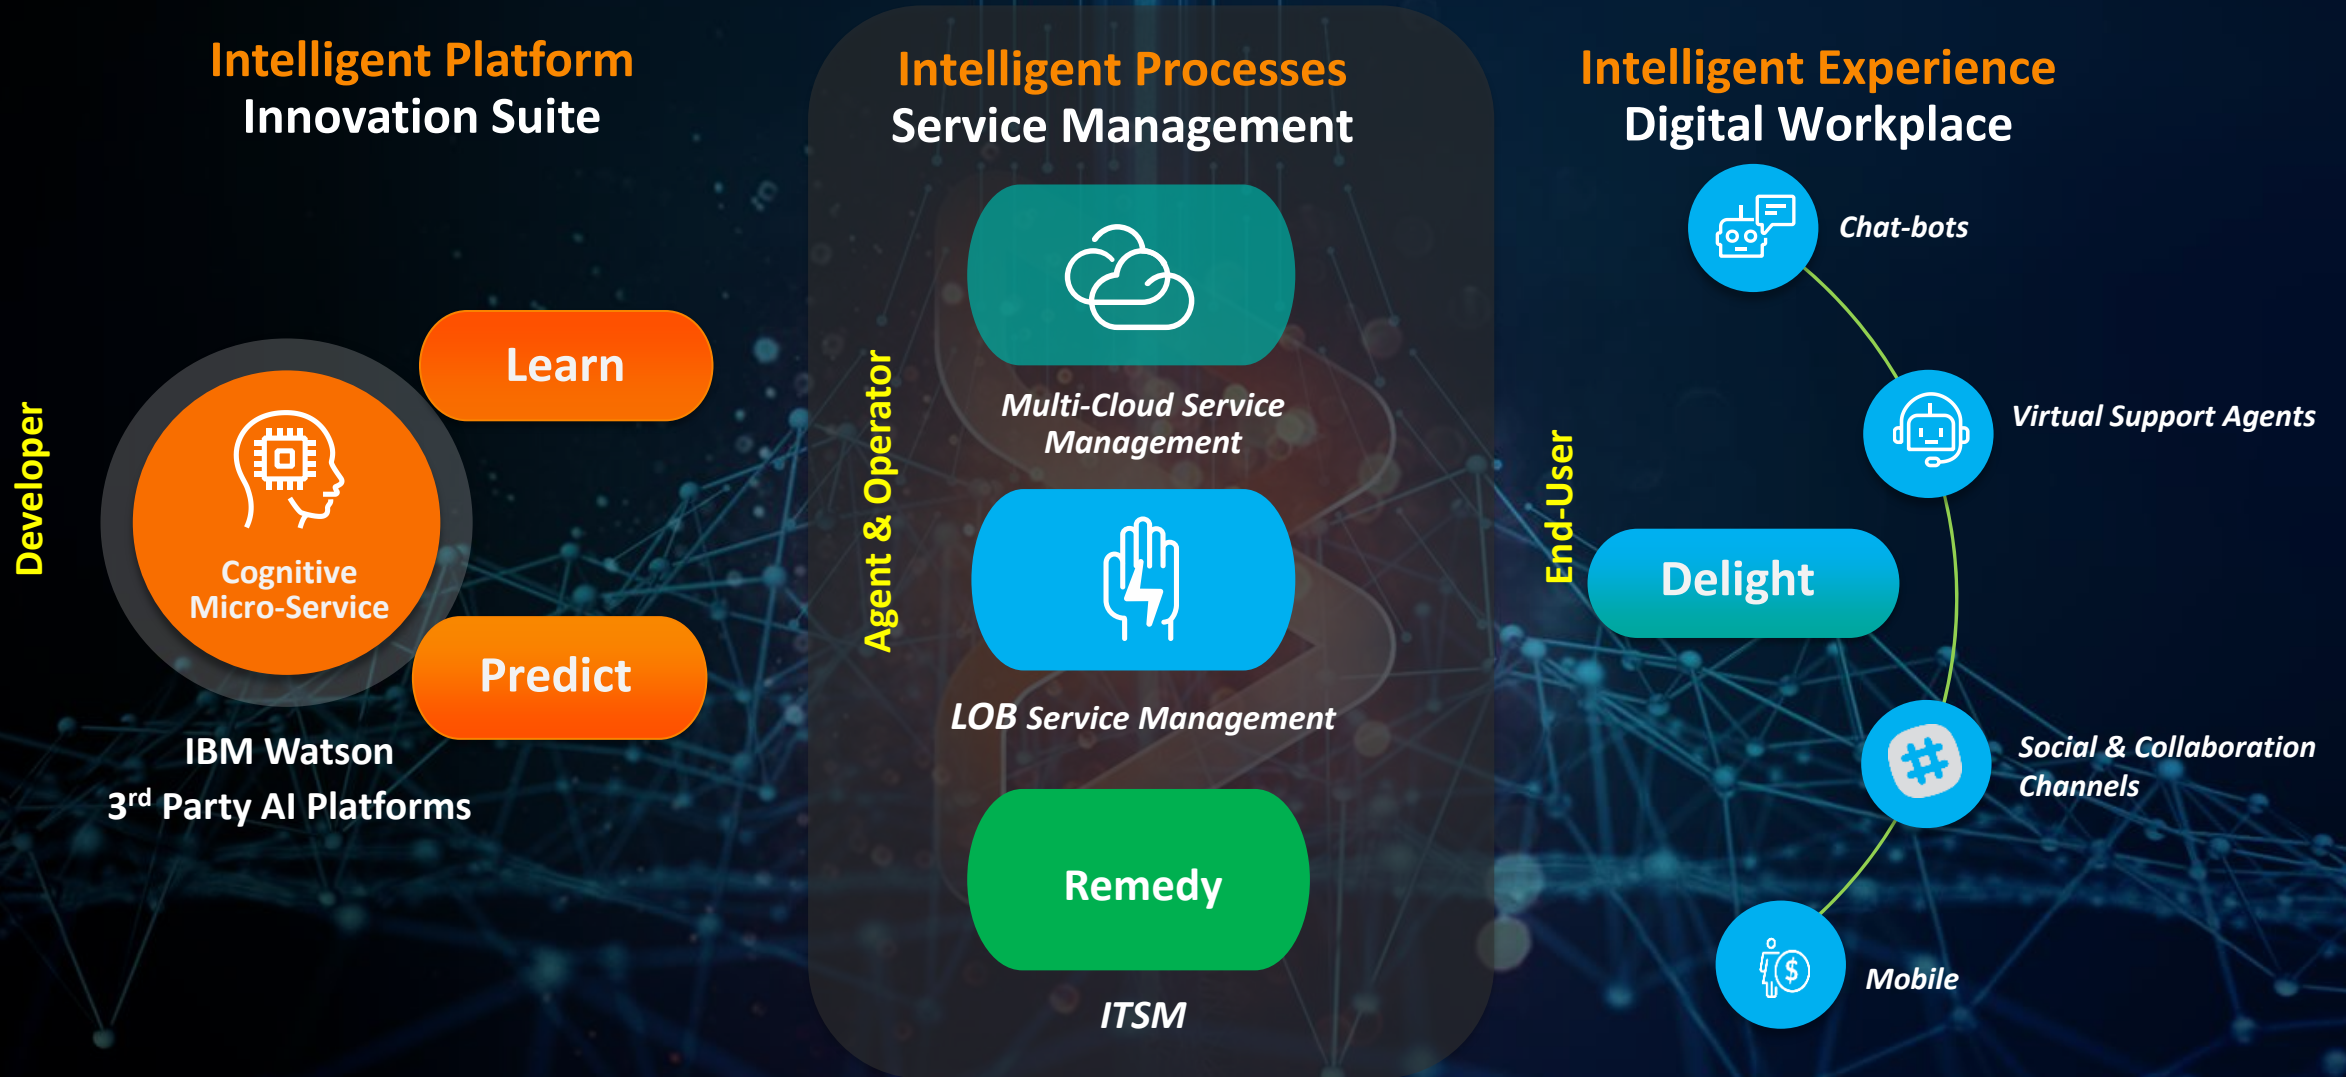 Intelligent Platform
Innovation Suite
Developer
Learn
Cognitive
Micro-Service
Predict
IBM Watson
3rd Party AI Platforms
Intelligent Processes
Service Management
Agent & Operator
Multi-Cloud Service
Management
LOB Service Management
Remedy
ITSM
Intelligent Experience
Digital Workplace
End-User
Chat-bots
Virtual Support Agents
Delight
Social & Collaboration
Channels
$
Mobile